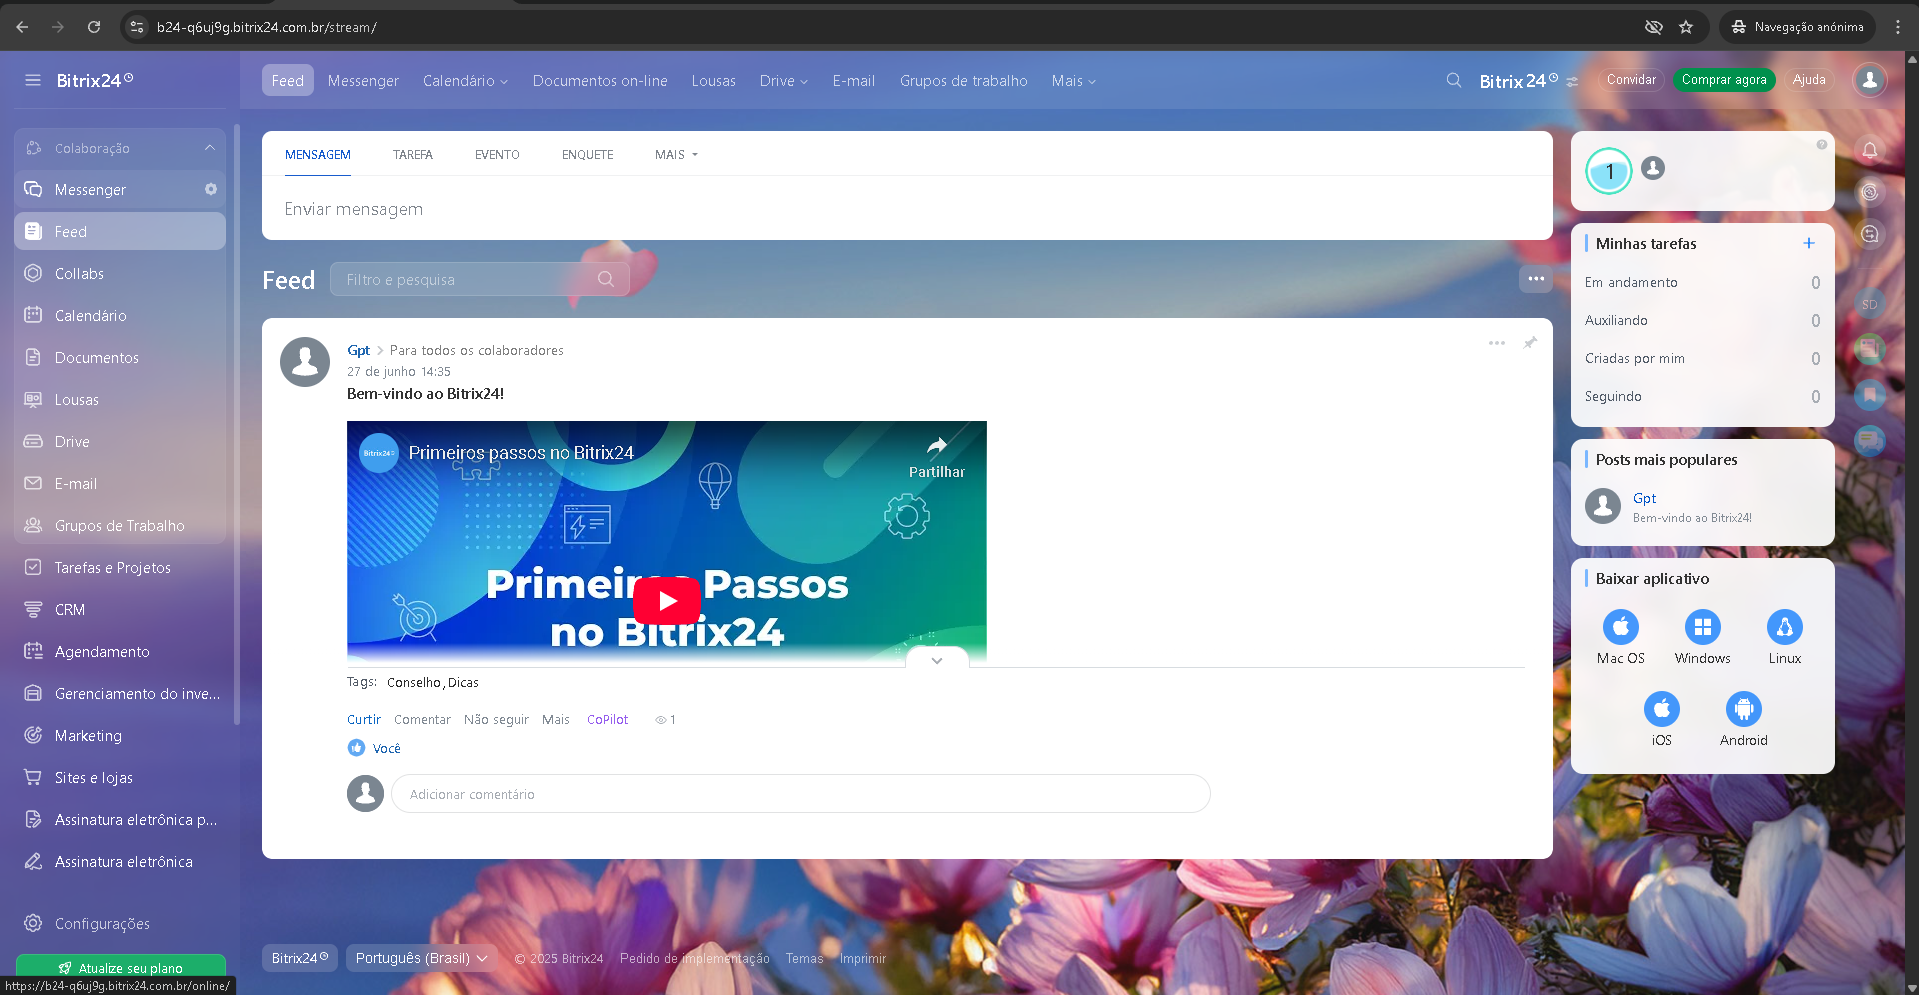 b24-q6uj9g.bitrix24.com.br/stream/
Navegação anónima
Bitrix24
Feed
Messenger
Calendário
Documentos on-line
Lousas
Drive
E-mail
Grupos de trabalho
Mais
Bitrix 24
Convidar
Comprar agora
Ajuda
Colaboração
Messenger
Feed
Collabs
Calendário
Documentos
Lousas
Drive
E-mail
Grupos de Trabalho
Tarefas e Projetos
CRM
Agendamento
Gerenciamento do inve...
Marketing
Sites e lojas
Assinatura eletrônica p...
Assinatura eletrônica
Configurações
Atualize seu plano
https://b24-q6uj9g.bitrix24.com.br/online/
MENSAGEM
TAREFA
EVENTO
ENQUETE
MAIS
Enviar mensagem
Feed
Filtro e pesquisa
Gpt > Para todos os colaboradores
27 de junho 14:35
Bem-vindo ao Bitrix24!
Bitrix24
Primeiros passos no Bitrix24
Partilhar
Primeiros Passos
no Bitrix24
Tags: Conselho, Dicas
Curtir
Comentar
Não seguir
Mais
CoPilot
1
Você
Adicionar comentário
1
Minhas tarefas
Em andamento 0
Auxiliando 0
Criadas por mim 0
Seguindo 0
Posts mais populares
Gpt
Bem-vindo ao Bitrix24!
Baixar aplicativo
Mac OS
Windows
Linux
iOS
Android
SD
Bitrix24
Português (Brasil)
© 2025 Bitrix24
Pedido de implementação
Temas
Imprimir